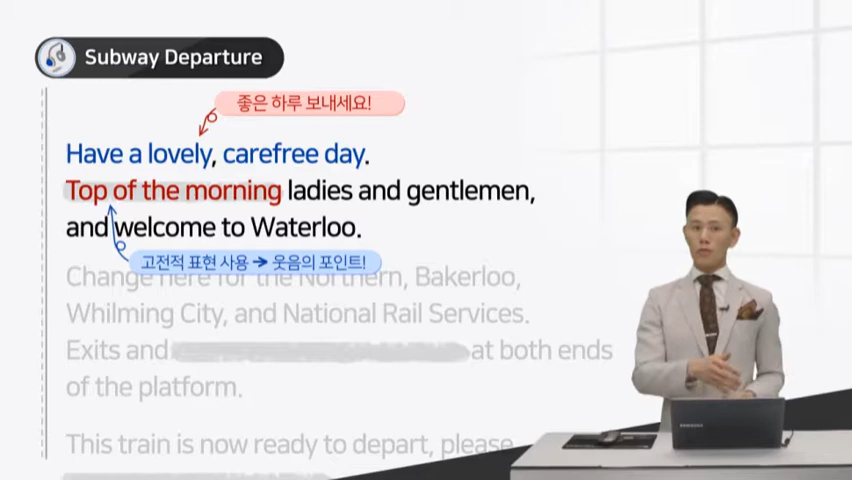 Subway Departure
좋은 하루 보내세요!
Have a lovely, carefree day.
Top of the morning ladies and gentlemen,
and welcome to Waterloo.
고전적 표현 사용 ➔ 웃음의 포인트!
Change here for the Northern, Bakerloo,
Whilming City, and National Rail Services.
Exits and
at both ends
of the platform.
This train is now ready to depart, please
SAMSUNG